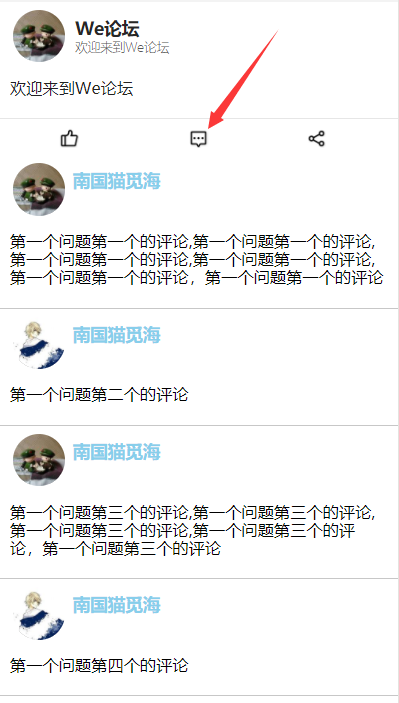 We论坛
欢迎来到We论坛
欢迎来到We论坛
南国猫觅海
第一个问题第一个的评论,第一个问题第一个的评论,
第一个问题第一个的评论,第一个问题第一个的评论,
第一个问题第一个的评论，第一个问题第一个的评论
南国猫觅海
第一个问题第二个的评论
南国猫觅海
第一个问题第三个的评论,第一个问题第三个的评论,
第一个问题第三个的评论,第一个问题第三个的评
论，第一个问题第三个的评论
南国猫觅海
第一个问题第四个的评论